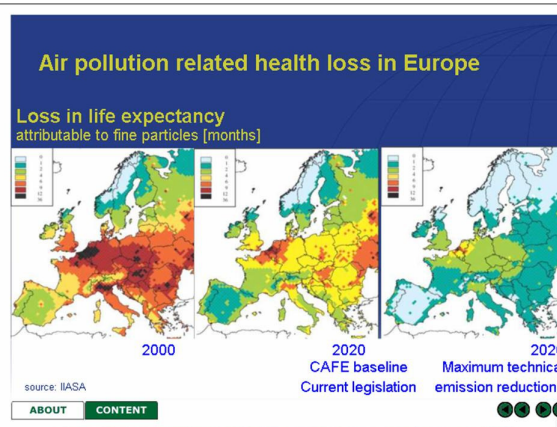 Air pollution related health loss in Europe
Loss in life expectancy
attributable to fine particles [months]
2000
2020
CAFE baseline
Current legislation
Maximum technica
emission reduction
source: IIASA
ABOUT
CONTENT